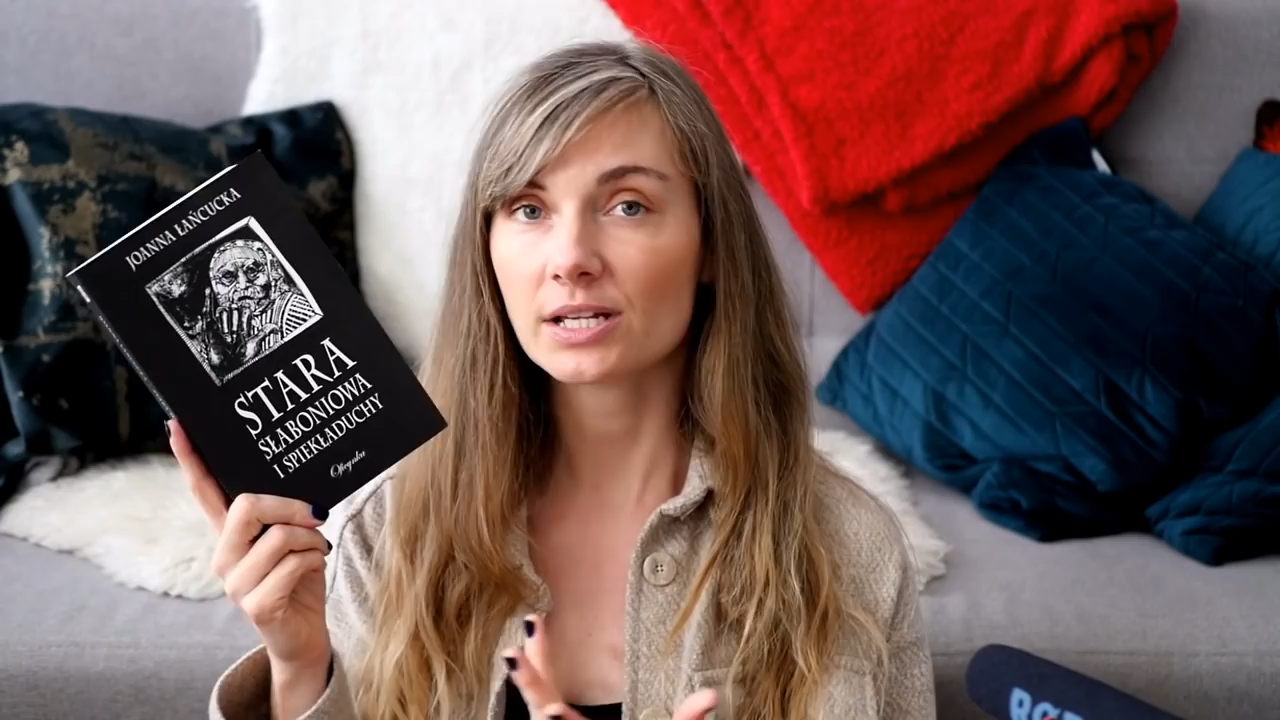 JOANNA ŁAŃCUCKA
STARA
SŁABONIOWA
I SPIEKŁADUCHY
Oficynka